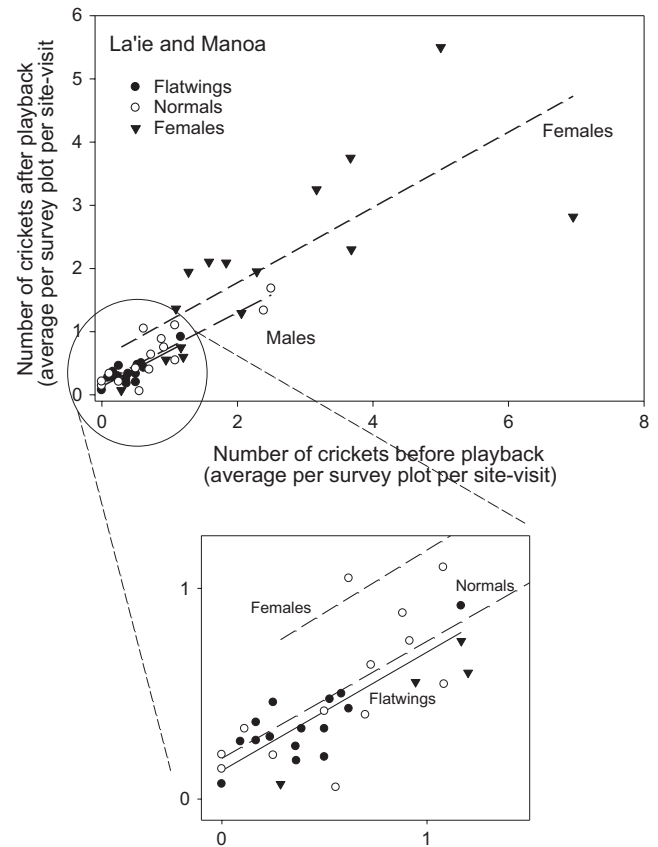 6
La'ie and Manoa
Flatwings
Normals
Females
5
4
3
2
1
0
Number of crickets after playback
(average per survey plot per site-visit
Females
Males
0
2
4
6
8
Number of crickets before playback
(average per survey plot per site-visit)
Females
Normals
Flatwings
1
0
0
1